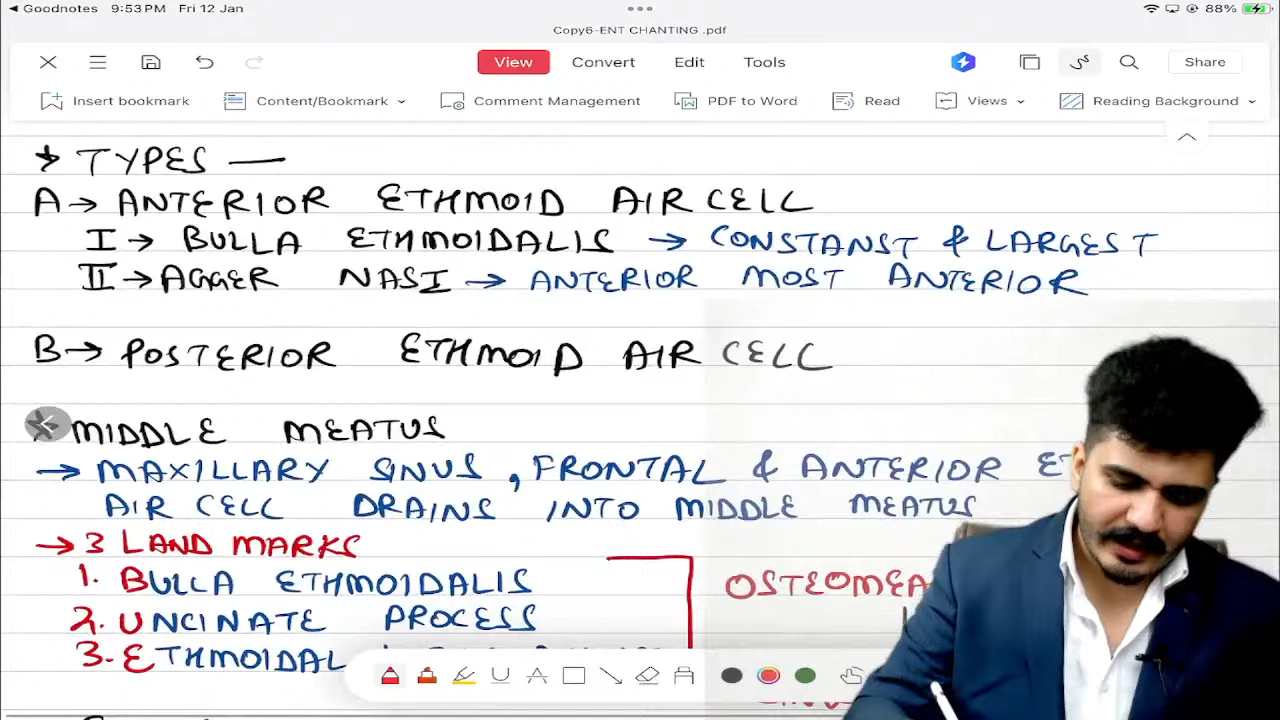 Goodnotes 9:53 PM Fri 12 Jan 88%
Copy6-ENT CHANTING .pdf
View Convert Edit Tools Share
Insert bookmark Content/Bookmark Comment Management PDF to Word Read Views Reading Background
TYPES —
A → ANTERIOR ETHMOID AIR CELL
I → BULLA ETHMOIDALIS → CONSTANST & LARGEST
II → AGGER NASI → ANTERIOR MOST ANTERIOR
B → POSTERIOR ETHMOID AIR CELL
MIDDLE MEATUS
→ MAXILLARY SINUS, FRONTAL & ANTERIOR ET
AIR CELL DRAINS INTO MIDDLE MEATUS
→ 3 LAND MARKS
1. BULLA ETHMOIDALIS
OSTEOMEA
2. UNCINATE PROCESS
3. ETHMOIDAL